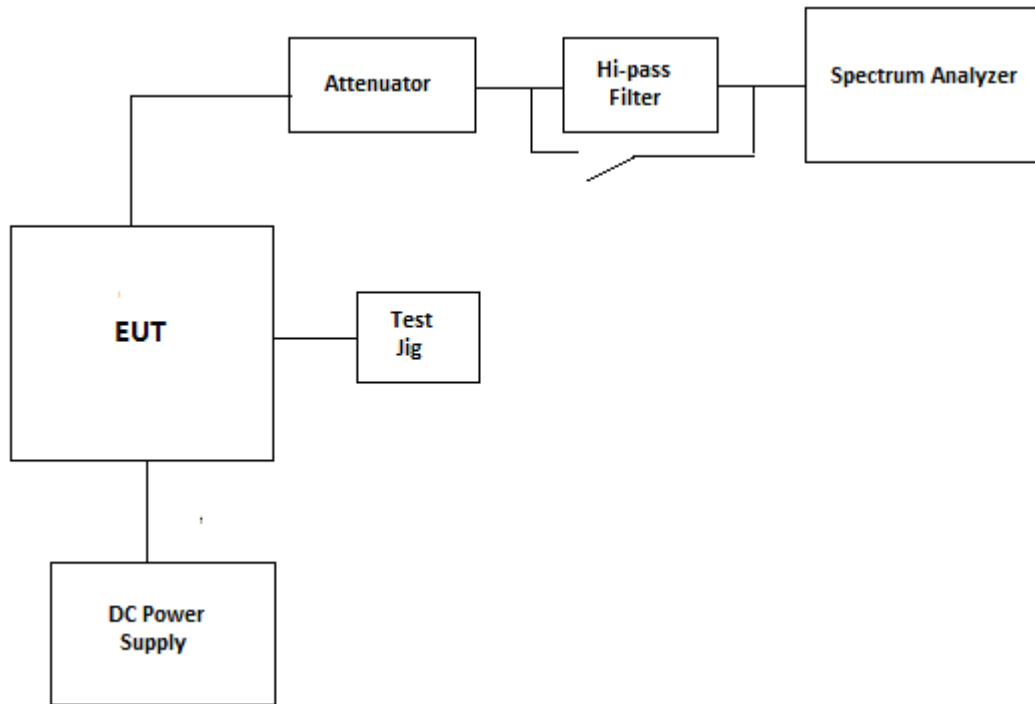 Attenuator
Hi-pass
Filter
Spectrum Analyzer
EUT
Test
Jig
DC Power
Supply